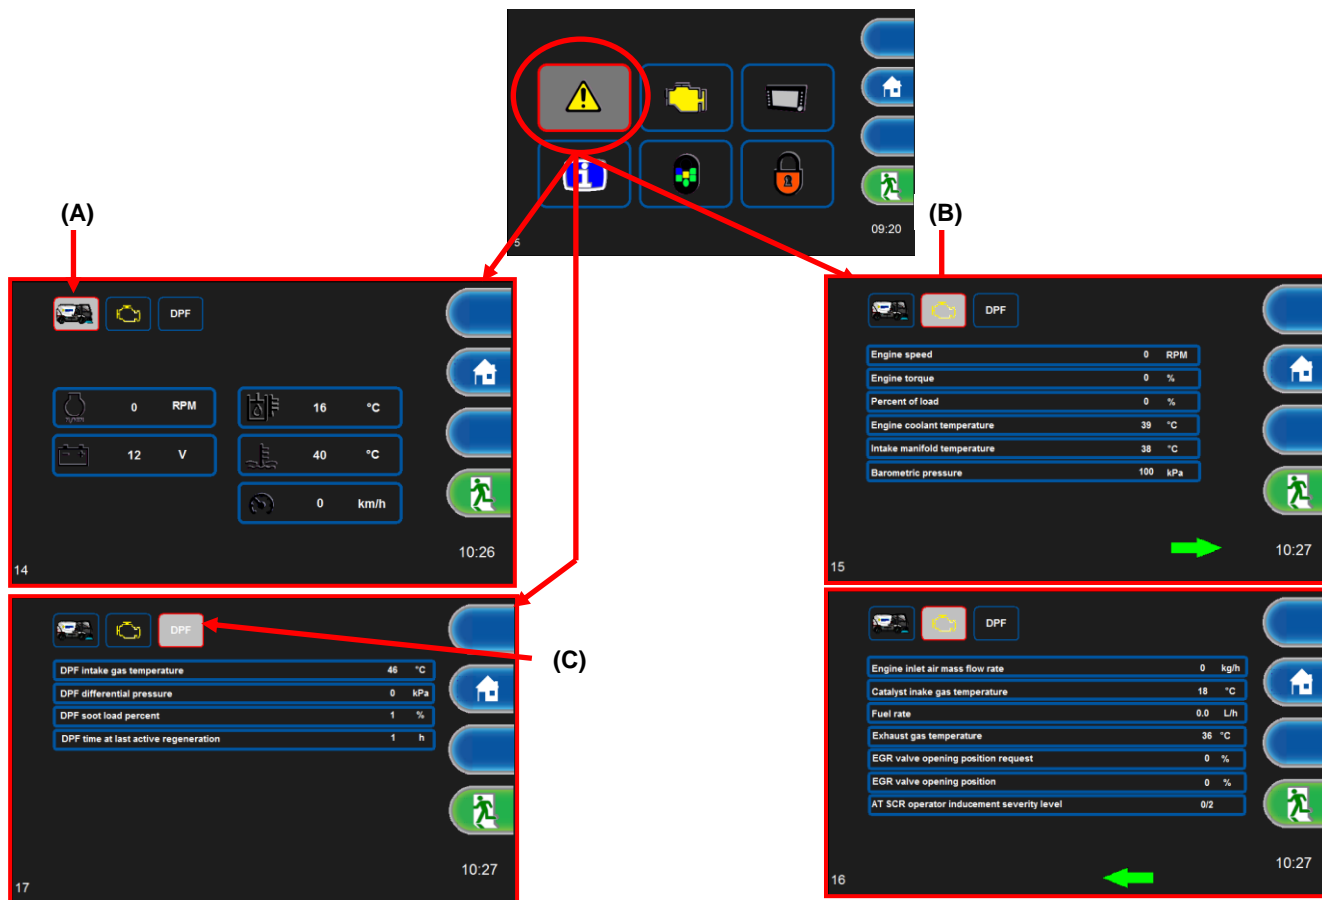 09:20
5
(A)
(B)
DPF
0 RPM
16 °C
12 V
40 °C
0 km/h
10:26
14
DPF
Engine speed 0 RPM
Engine torque 0 %
Percent of load 0 %
Engine coolant temperature 39 °C
Intake manifold temperature 38 °C
Barometric pressure 100 kPa
10:27
15
DPF
DPF intake gas temperature 46 °C
DPF differential pressure 0 kPa
DPF soot load percent 1 %
DPF time at last active regeneration 1 h
10:27
17
(C)
DPF
Engine inlet air mass flow rate 0 kg/h
Catalyst inake gas temperature 18 °C
Fuel rate 0.0 L/h
Exhaust gas temperature 36 °C
EGR valve opening position request 0 %
EGR valve opening position 0 %
AT SCR operator inducement severity level 0/2
10:27
16